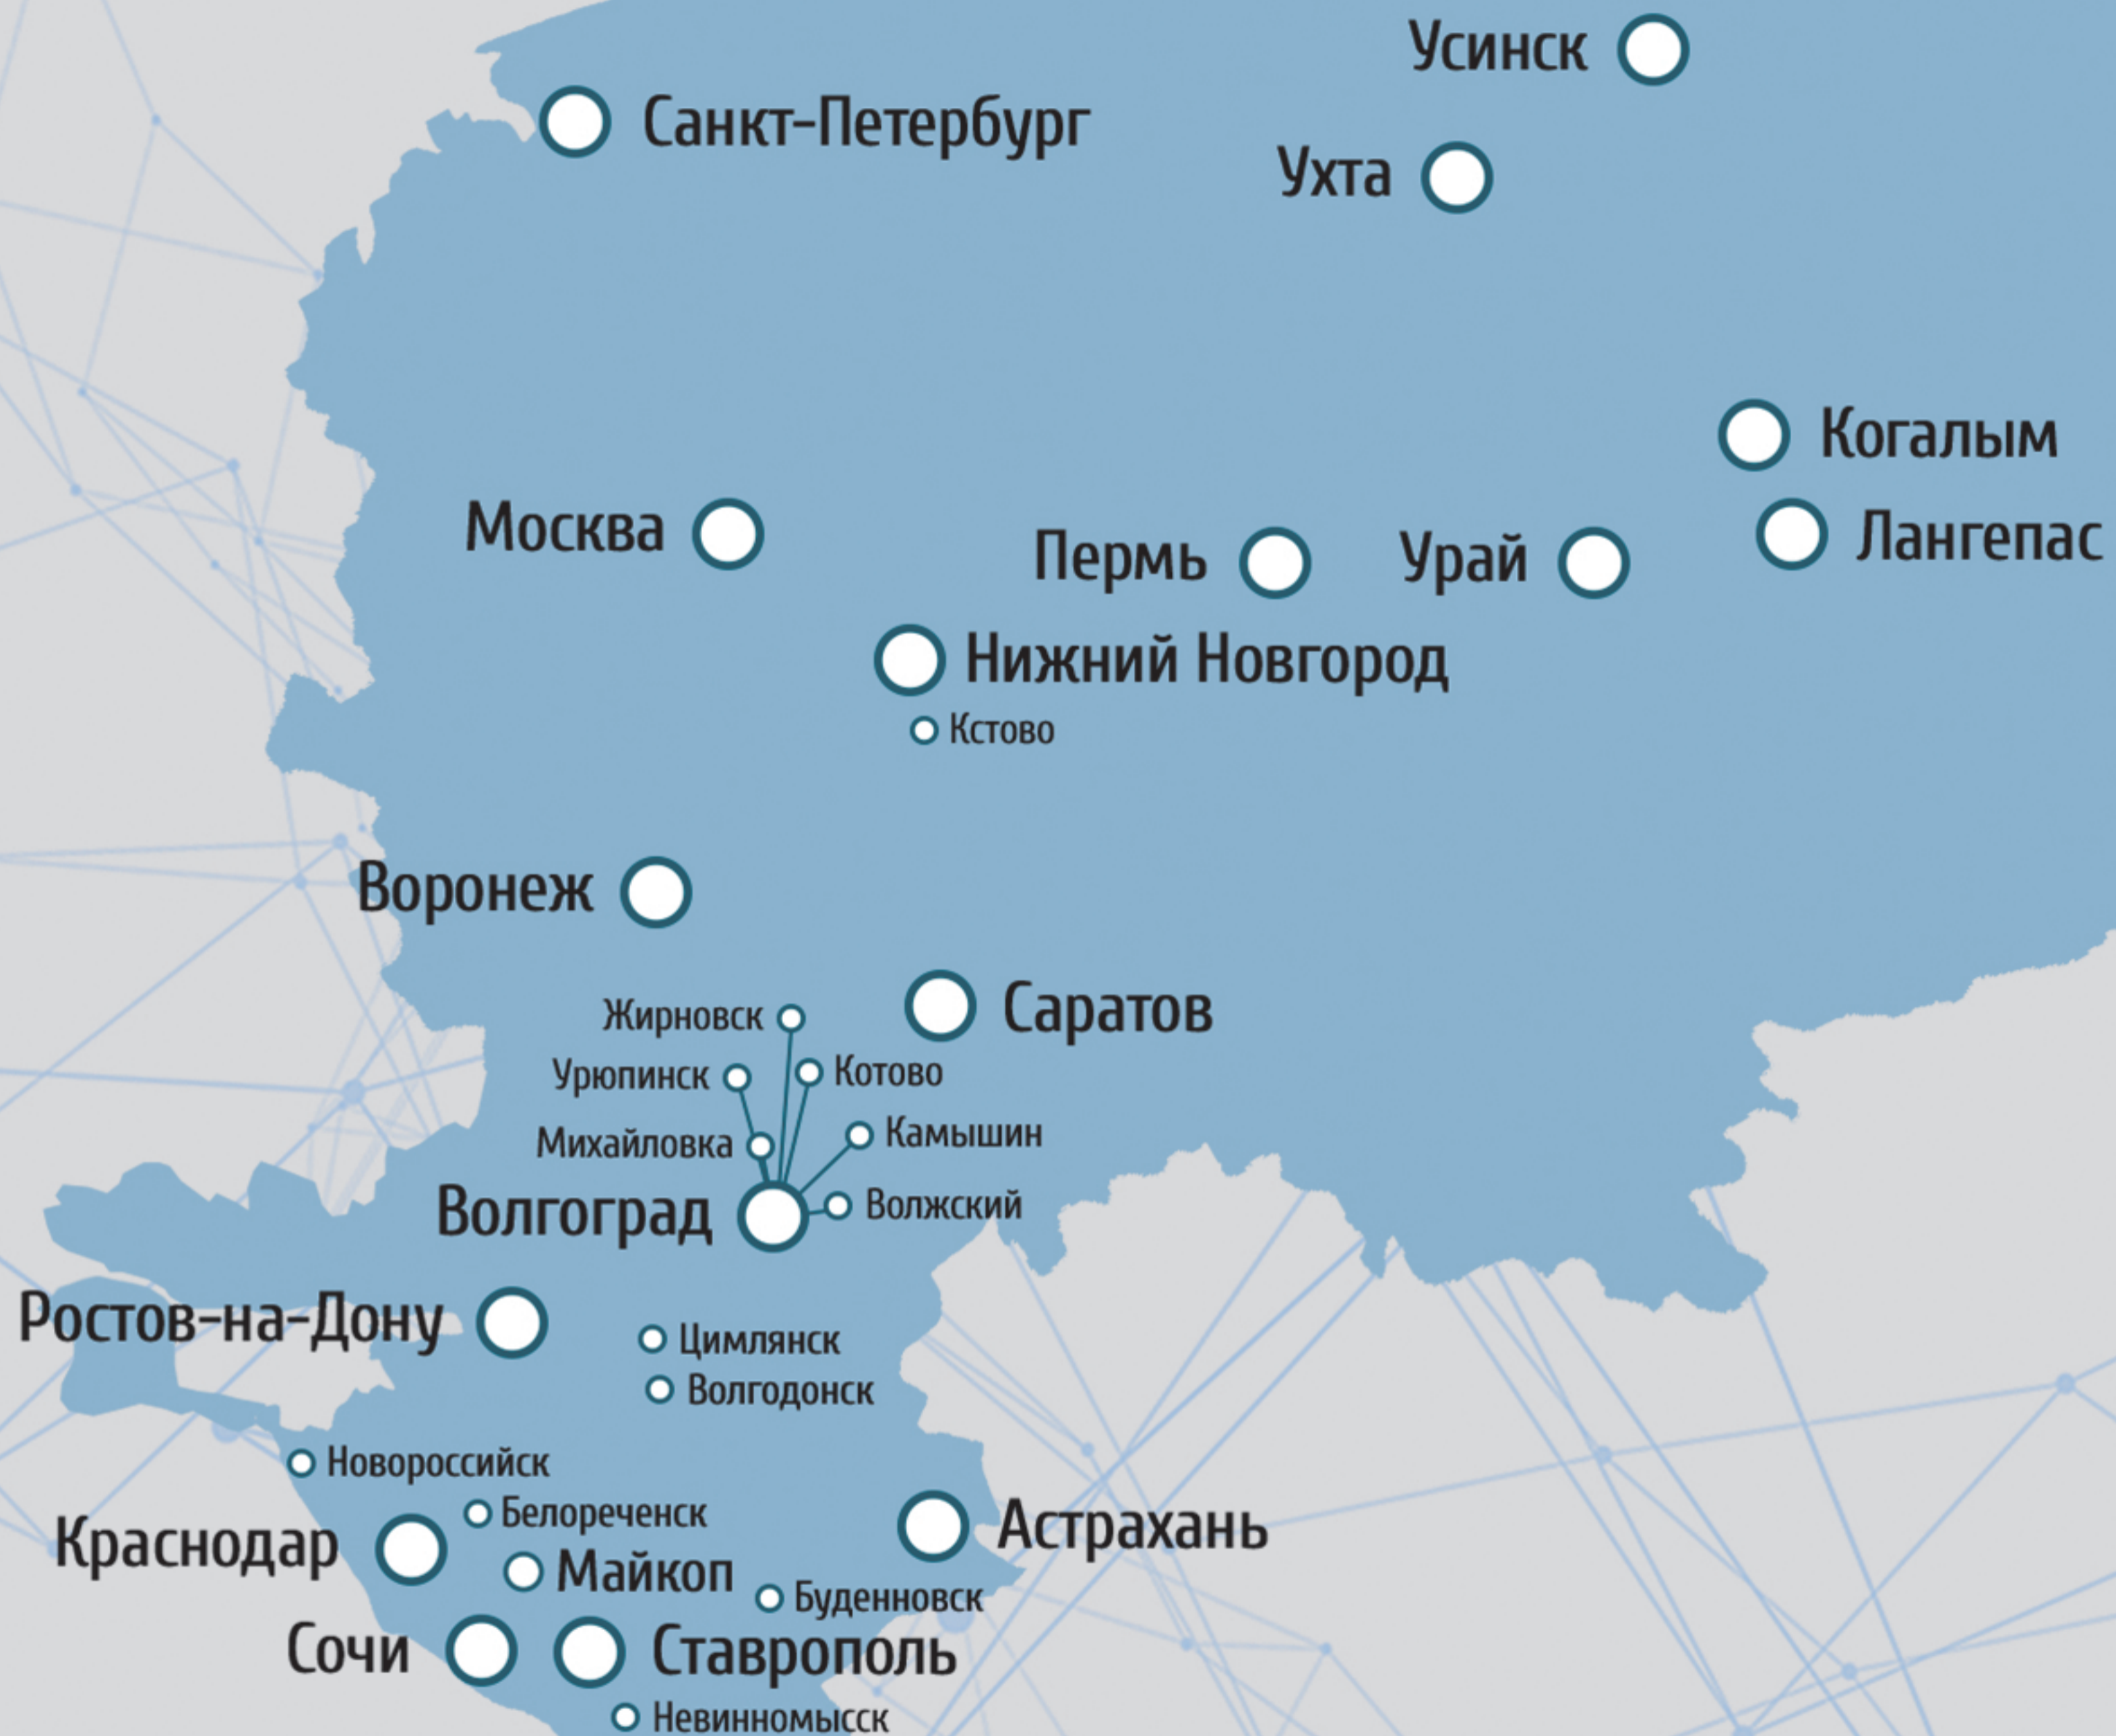 Усинск
Санкт-Петербург
Ухта
Когалым
Москва
Лангепас
Пермь
Урай
Нижний Новгород
Кстово
Воронеж
Саратов
Жирновск
Урюпинск
Котово
Михайловка
Камышин
Волгоград
Волжский
Ростов-на-Дону
Цимлянск
Волгодонск
Новороссийск
Белореченск
Астрахань
Краснодар
Майкоп
Буденновск
Сочи
Ставрополь
Невинномысск